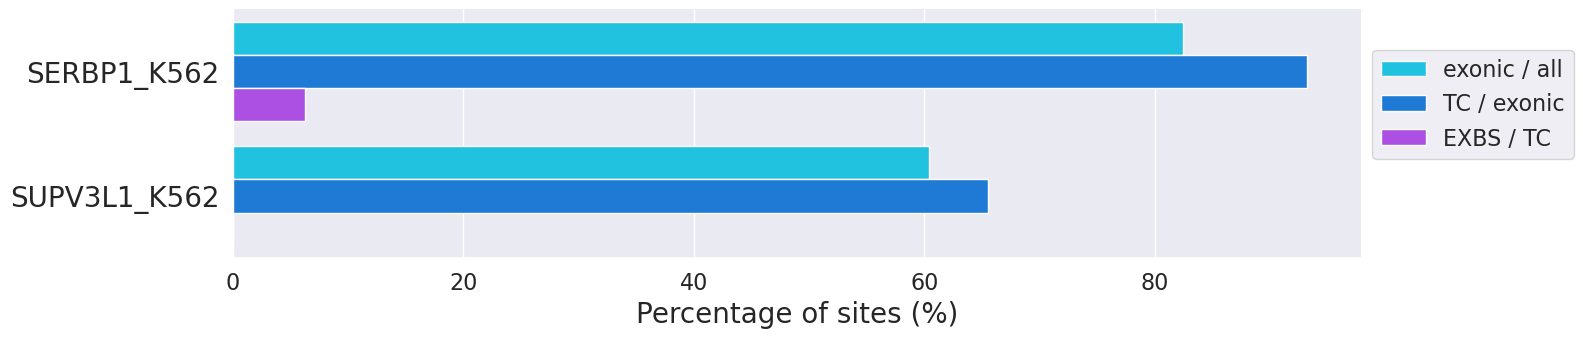 SERBP1_K562
SUPV3L1_K562
0 20 40 60 80
Percentage of sites (%)
exonic / all
TC / exonic
EXBS / TC